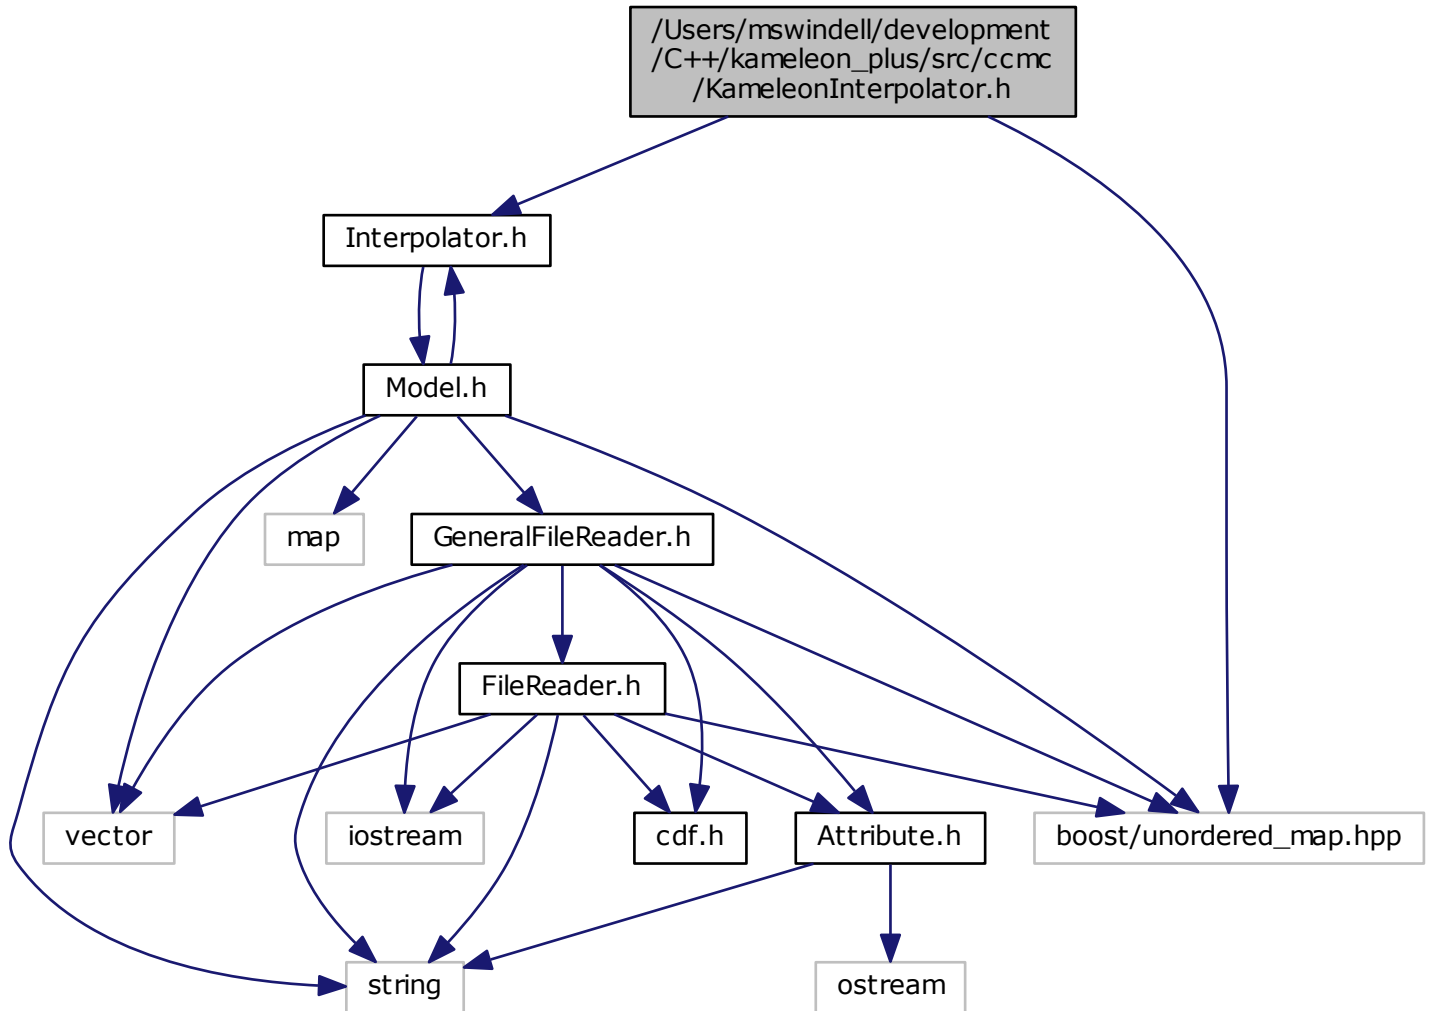 /Users/mswindell/development
/C++/kameleon_plus/src/ccmc
/KameleonInterpolator.h
Interpolator.h
Model.h
map
GeneralFileReader.h
FileReader.h
vector
iostream
cdf.h
Attribute.h
boost/unordered_map.hpp
string
ostream